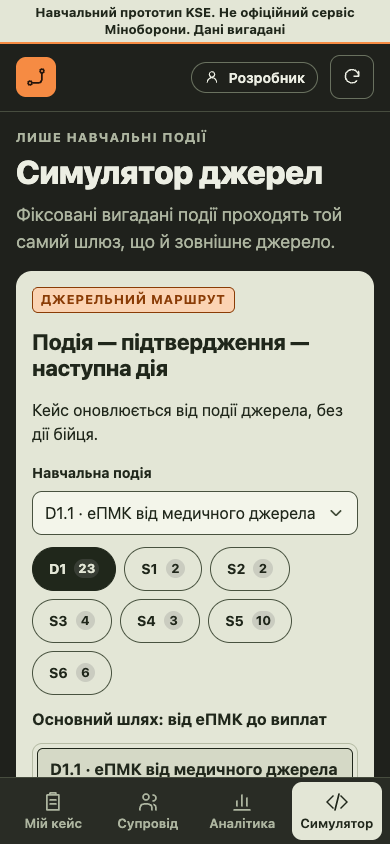 Навчальний прототип KSE. Не офіційний сервіс
Міноборони. Дані вигадані
Розробник
ЛИШЕ НАВЧАЛЬНІ ПОДІЇ
Симулятор джерел
Фіксовані вигадані події проходять той
самий шлюз, що й зовнішнє джерело.
ДЖЕРЕЛЬНИЙ МАРШРУТ
Подія — підтвердження —
наступна дія
Кейс оновлюється від події джерела, без
дії бійця.
Навчальна подія
D1.1 · еПМК від медичного джерела
D1 23 S1 2 S2 2
S3 4 S4 3 S5 10
S6 6
Основний шлях: від еПМК до виплат
D1.1 · еПМК від медичного джерела
Мій кейс Супровід Аналітика Симулятор